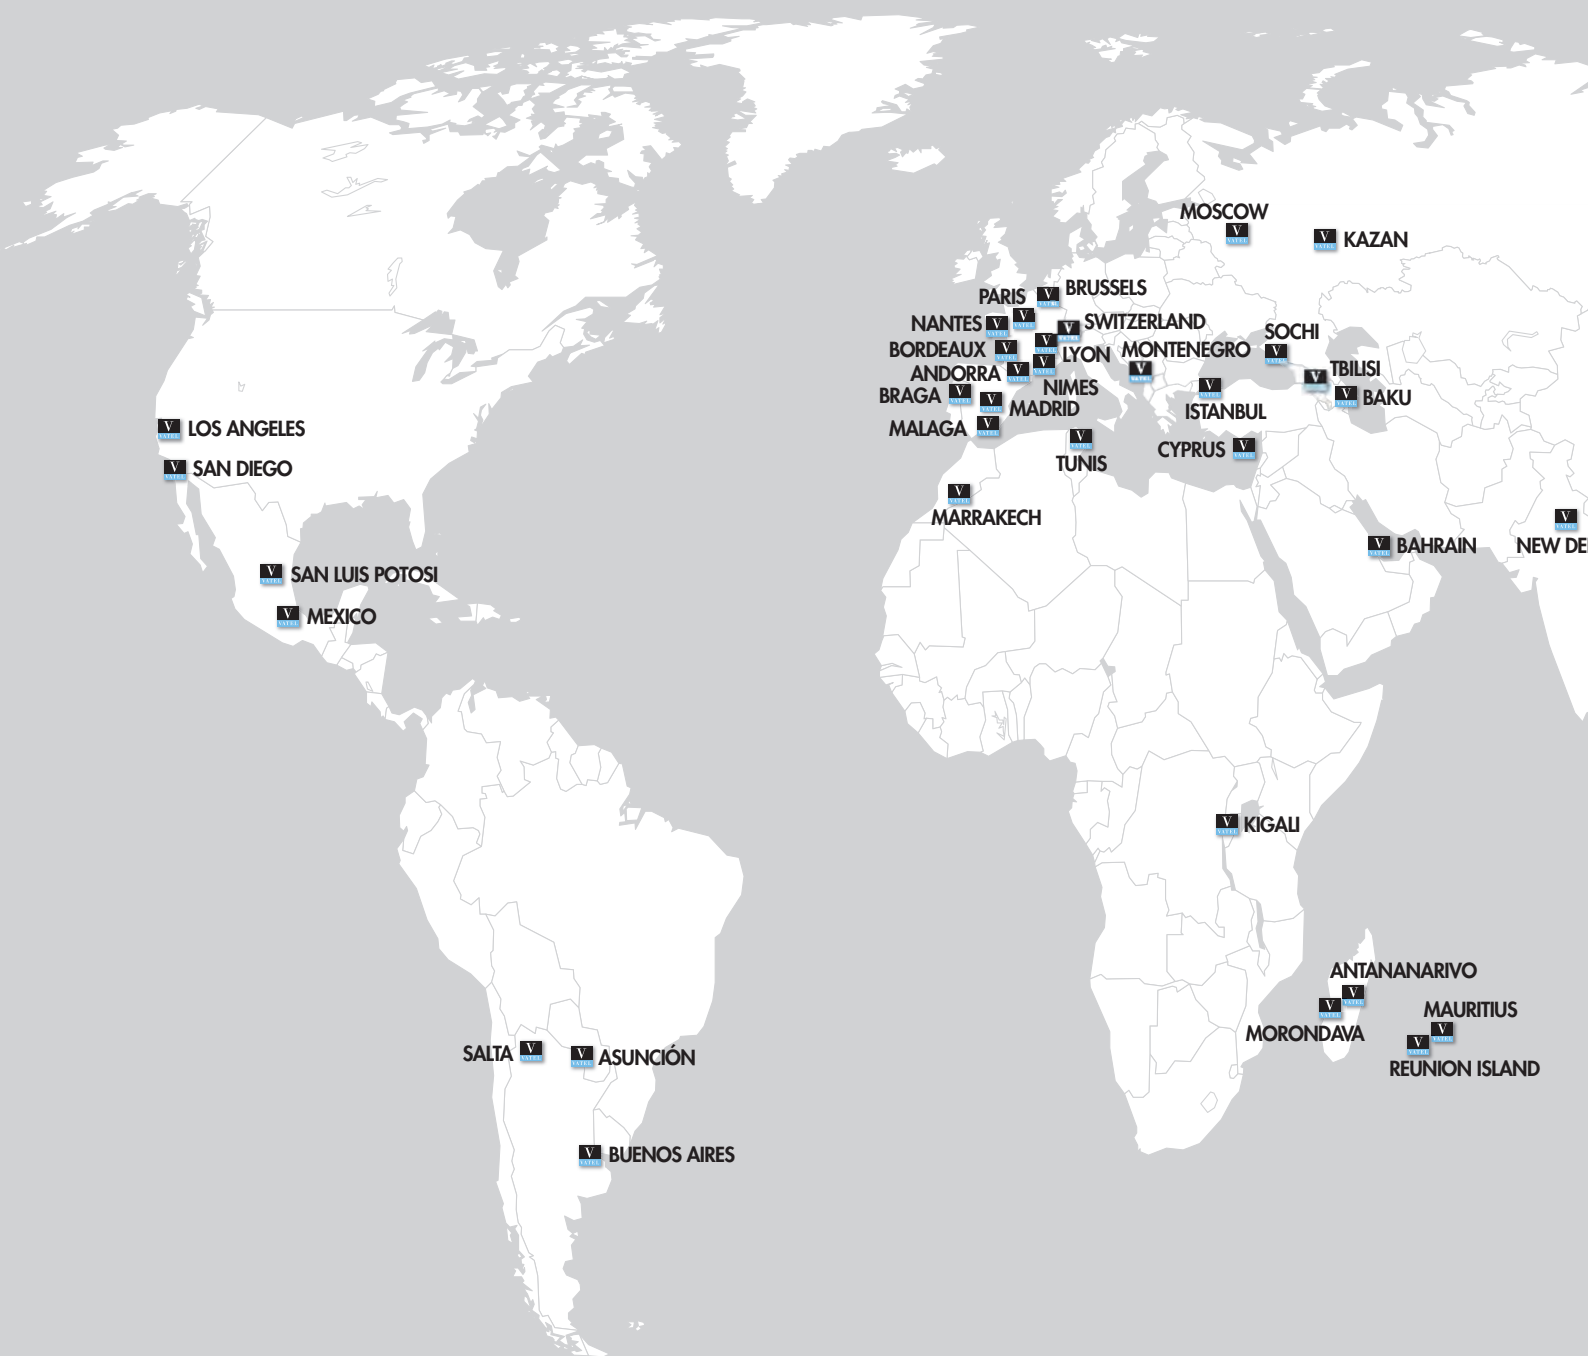 MOSCOW
KAZAN
BRUSSELS
PARIS
NANTES
SWITZERLAND
SOCHI
BORDEAUX
LYON
MONTENEGRO
ANDORRA
TBILISI
NIMES
BRAGA
BAKU
MADRID
ISTANBUL
MALAGA
LOS ANGELES
CYPRUS
TUNIS
SAN DIEGO
MARRAKECH
BAHRAIN
NEW DE
SAN LUIS POTOSI
MEXICO
KIGALI
ANTANANARIVO
MAURITIUS
MORONDAVA
REUNION ISLAND
SALTA
ASUNCIÓN
BUENOS AIRES
V
VATEL